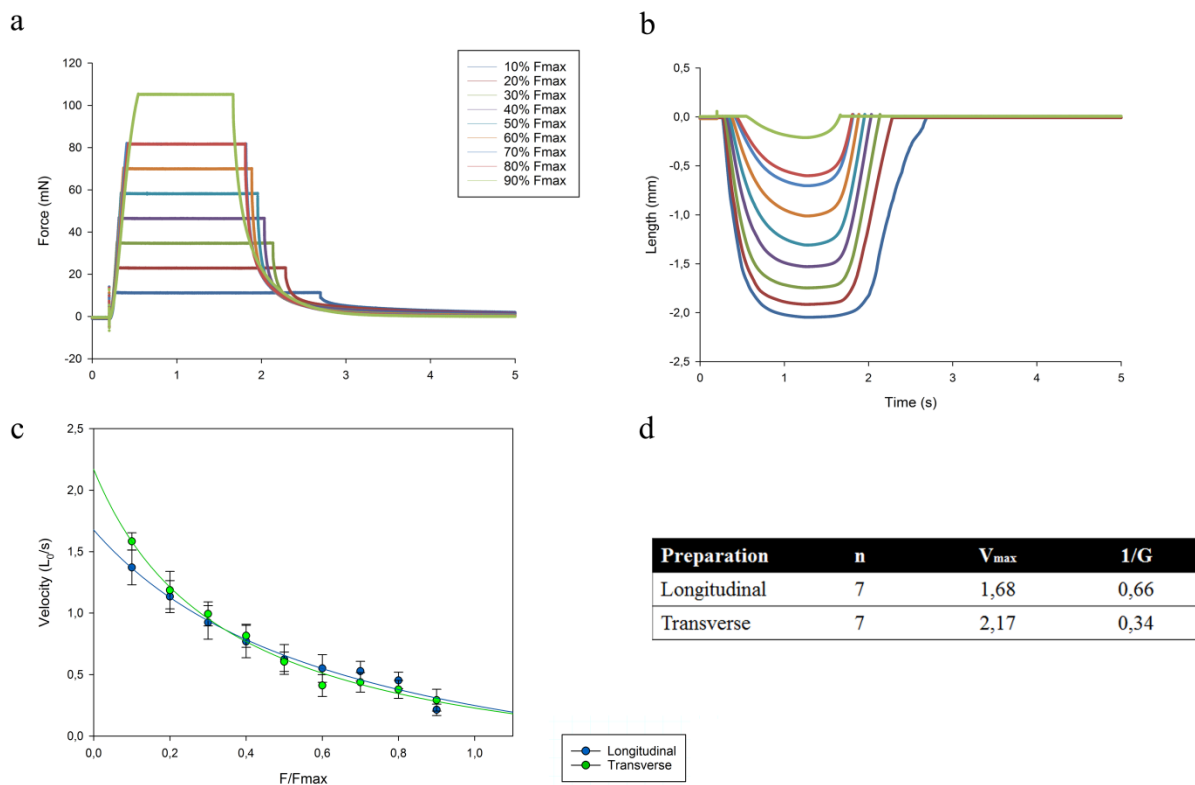 a
120
100
80
60
40
20
0
-20
Force (mN)
0 1 2 3 4 5
10% Fmax
20% Fmax
30% Fmax
40% Fmax
50% Fmax
60% Fmax
70% Fmax
80% Fmax
90% Fmax
b
0,5
0,0
-0,5
-1,0
-1,5
-2,0
-2,5
Length (mm)
0 1 2 3 4 5
Time (s)
c
2,5
2,0
1,5
1,0
0,5
0,0
Velocity (L₀/s)
0,0 0,2 0,4 0,6 0,8 1,0
F/Fmax
Longitudinal
Transverse
d
Preparation n Vmax 1/G
Longitudinal 7 1,68 0,66
Transverse 7 2,17 0,34